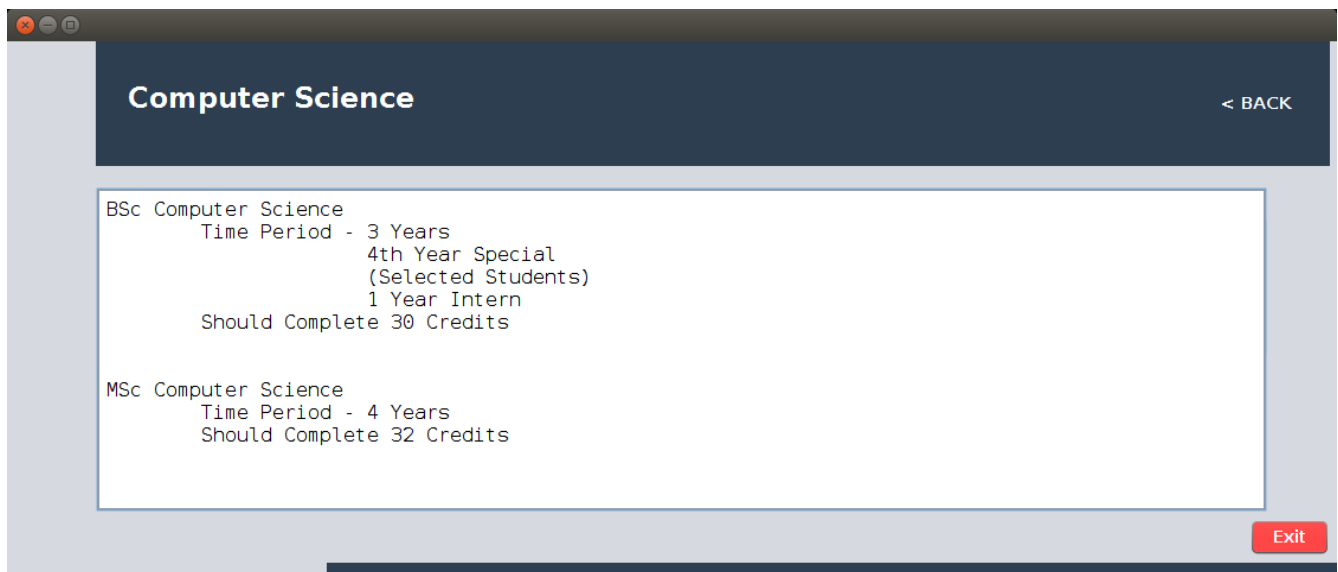 Computer Science
< BACK
BSc Computer Science
Time Period - 3 Years
4th Year Special
(Selected Students)
1 Year Intern
Should Complete 30 Credits
MSc Computer Science
Time Period - 4 Years
Should Complete 32 Credits
Exit